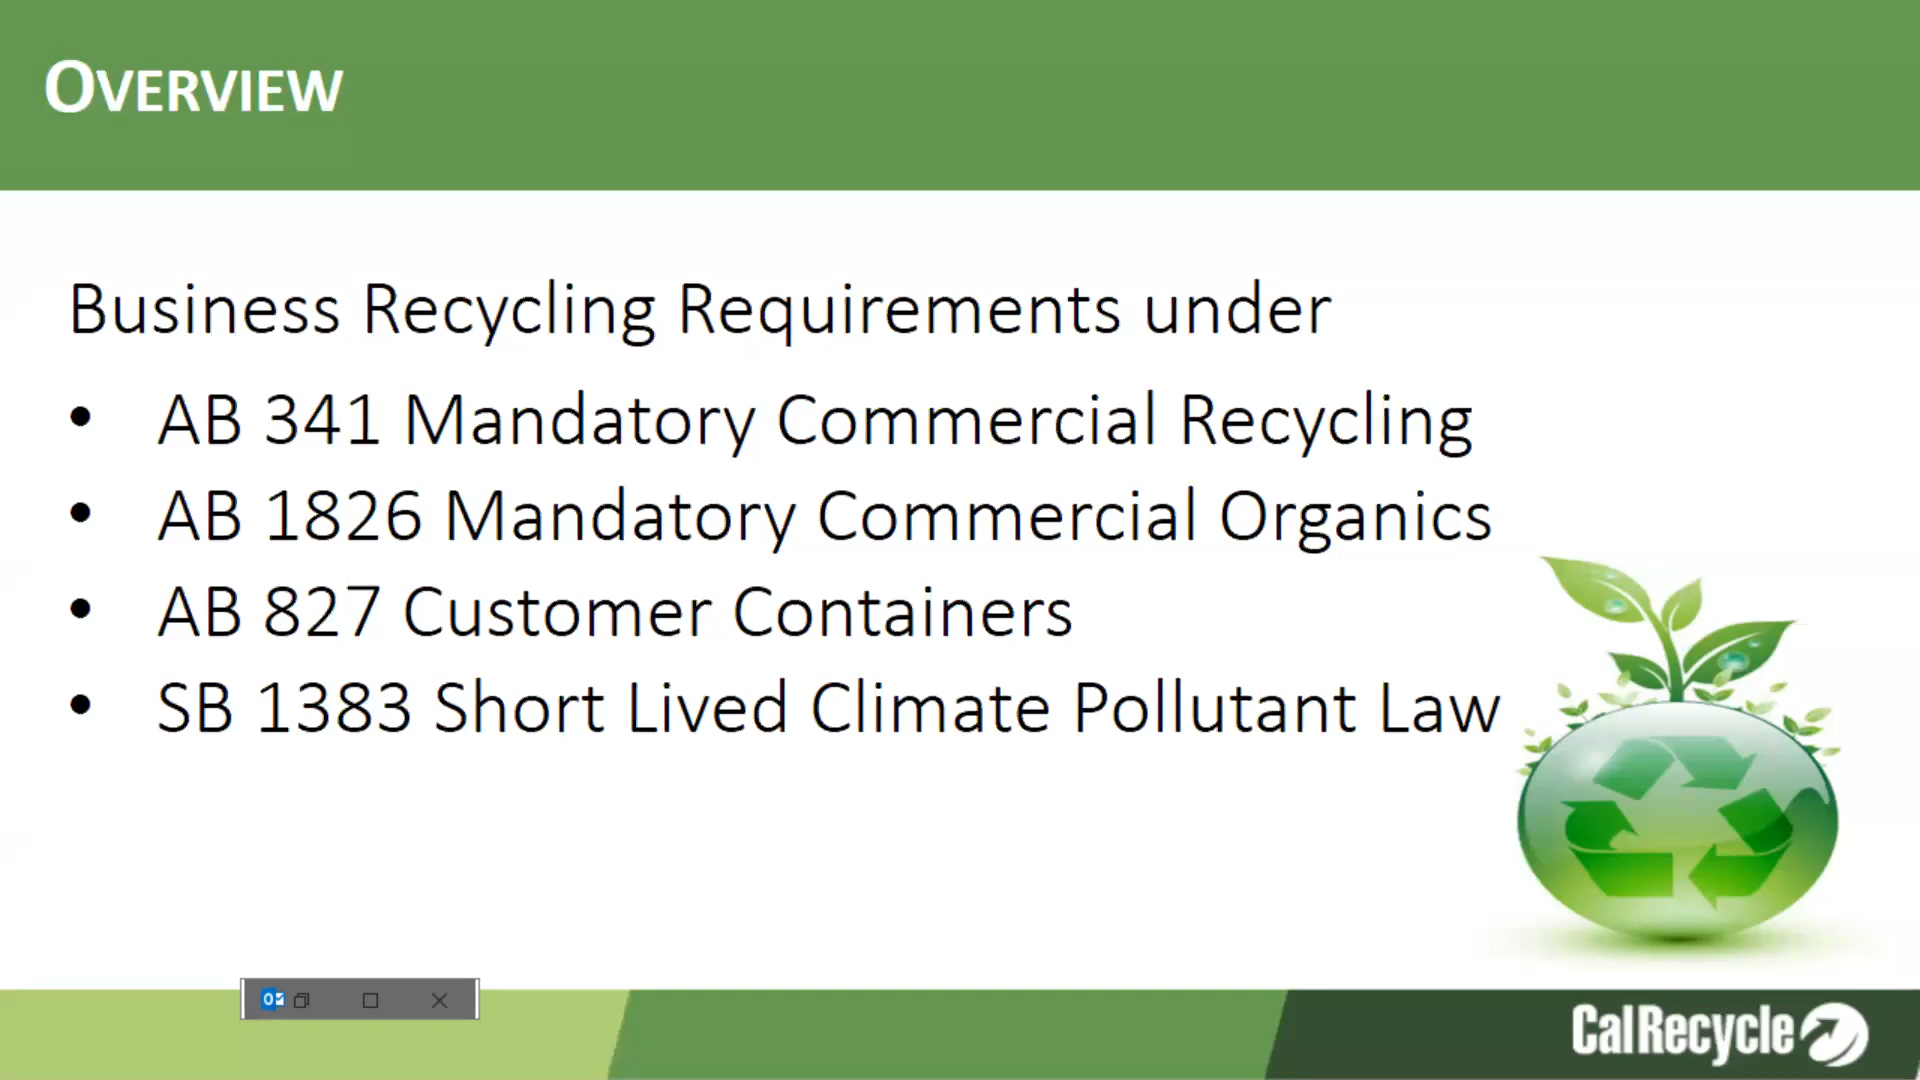 OVERVIEW
Business Recycling Requirements under
• AB 341 Mandatory Commercial Recycling
• AB 1826 Mandatory Commercial Organics
• AB 827 Customer Containers
• SB 1383 Short Lived Climate Pollutant Law
CalRecycle